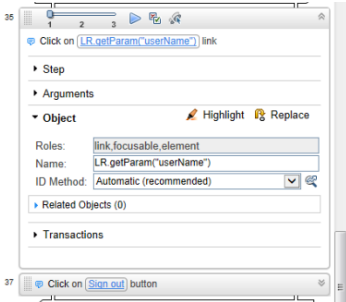 35
1 2 3
Click on LR.getParam("userName") link
Step
Arguments
Object Highlight Replace
Roles: link,focusable,element
Name: LR.getParam("userName")
ID Method: Automatic (recommended)
Related Objects (0)
Transactions
37 Click on Sign out button